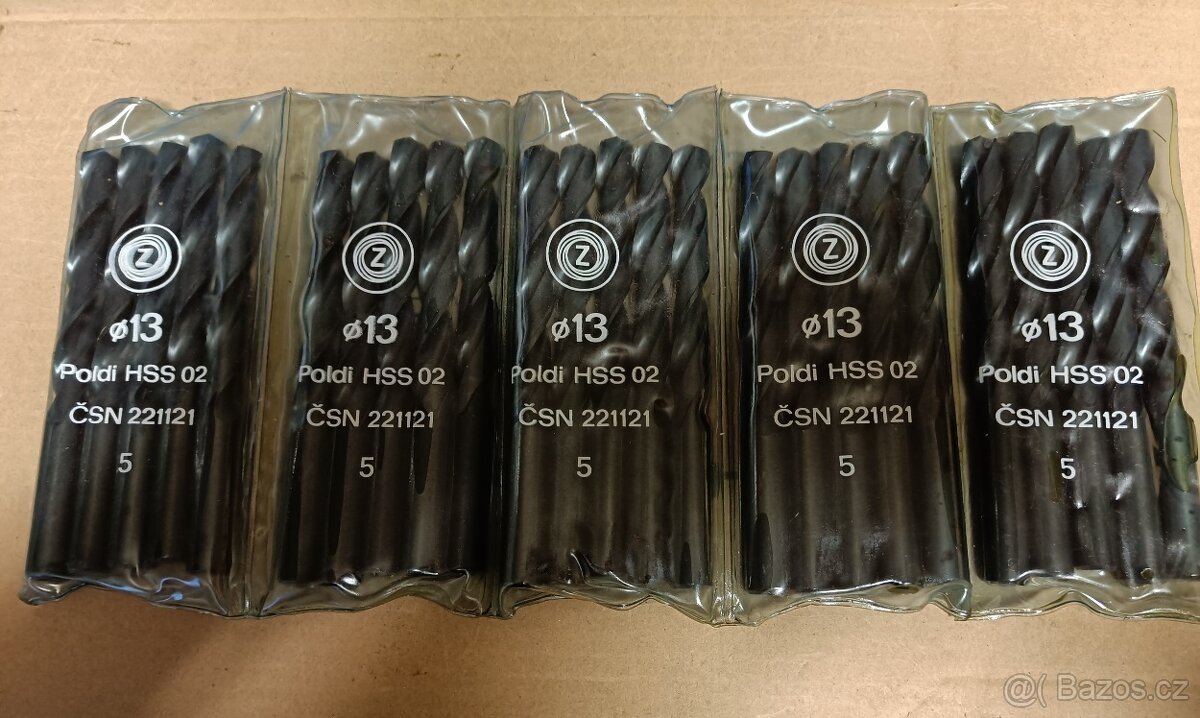 Z
ø13
Poldi HSS 02
ČSN 221121
5
Z
ø13
Poldi HSS 02
ČSN 221121
5
Z
ø13
Poldi HSS 02
ČSN 221121
5
Z
ø13
Poldi HSS 02
ČSN 221121
5
Z
ø13
Poldi HSS 02
ČSN 221121
5
@( Bazos.cz